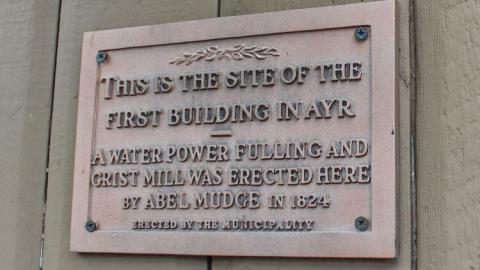 THIS IS THE SITE OF THE
FIRST BUILDING IN AYR
A WATER POWER FULLING AND
GRIST MILL WAS ERECTED HERE
BY ABEL MUDGE IN 1824
ERECTED BY THE MUNICIPALITY